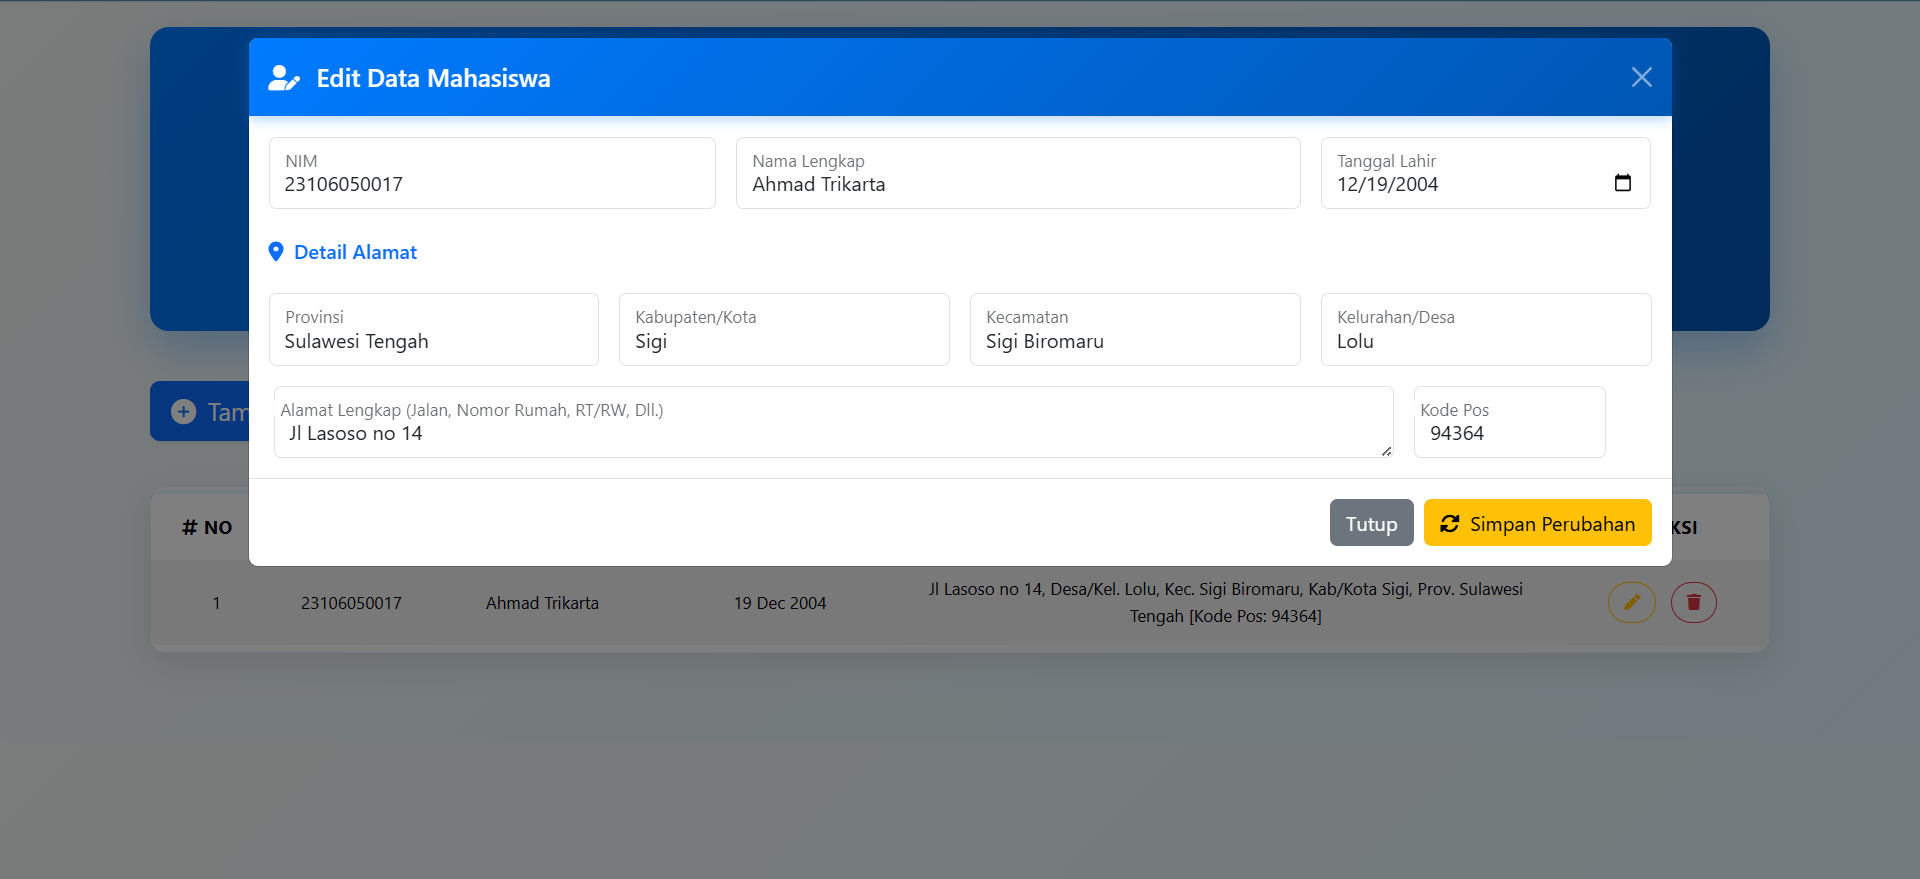 Edit Data Mahasiswa
NIM
23106050017
Nama Lengkap
Ahmad Trikarta
Tanggal Lahir
12/19/2004
Detail Alamat
Provinsi
Sulawesi Tengah
Kabupaten/Kota
Sigi
Kecamatan
Sigi Biromaru
Kelurahan/Desa
Lolu
Alamat Lengkap (Jalan, Nomor Rumah, RT/RW, Dll.)
Jl Lasoso no 14
Kode Pos
94364
Tam
Tutup
Simpan Perubahan
# NO
KSI
1 23106050017 Ahmad Trikarta 19 Dec 2004
Jl Lasoso no 14, Desa/Kel. Lolu, Kec. Sigi Biromaru, Kab/Kota Sigi, Prov. Sulawesi
Tengah [Kode Pos: 94364]